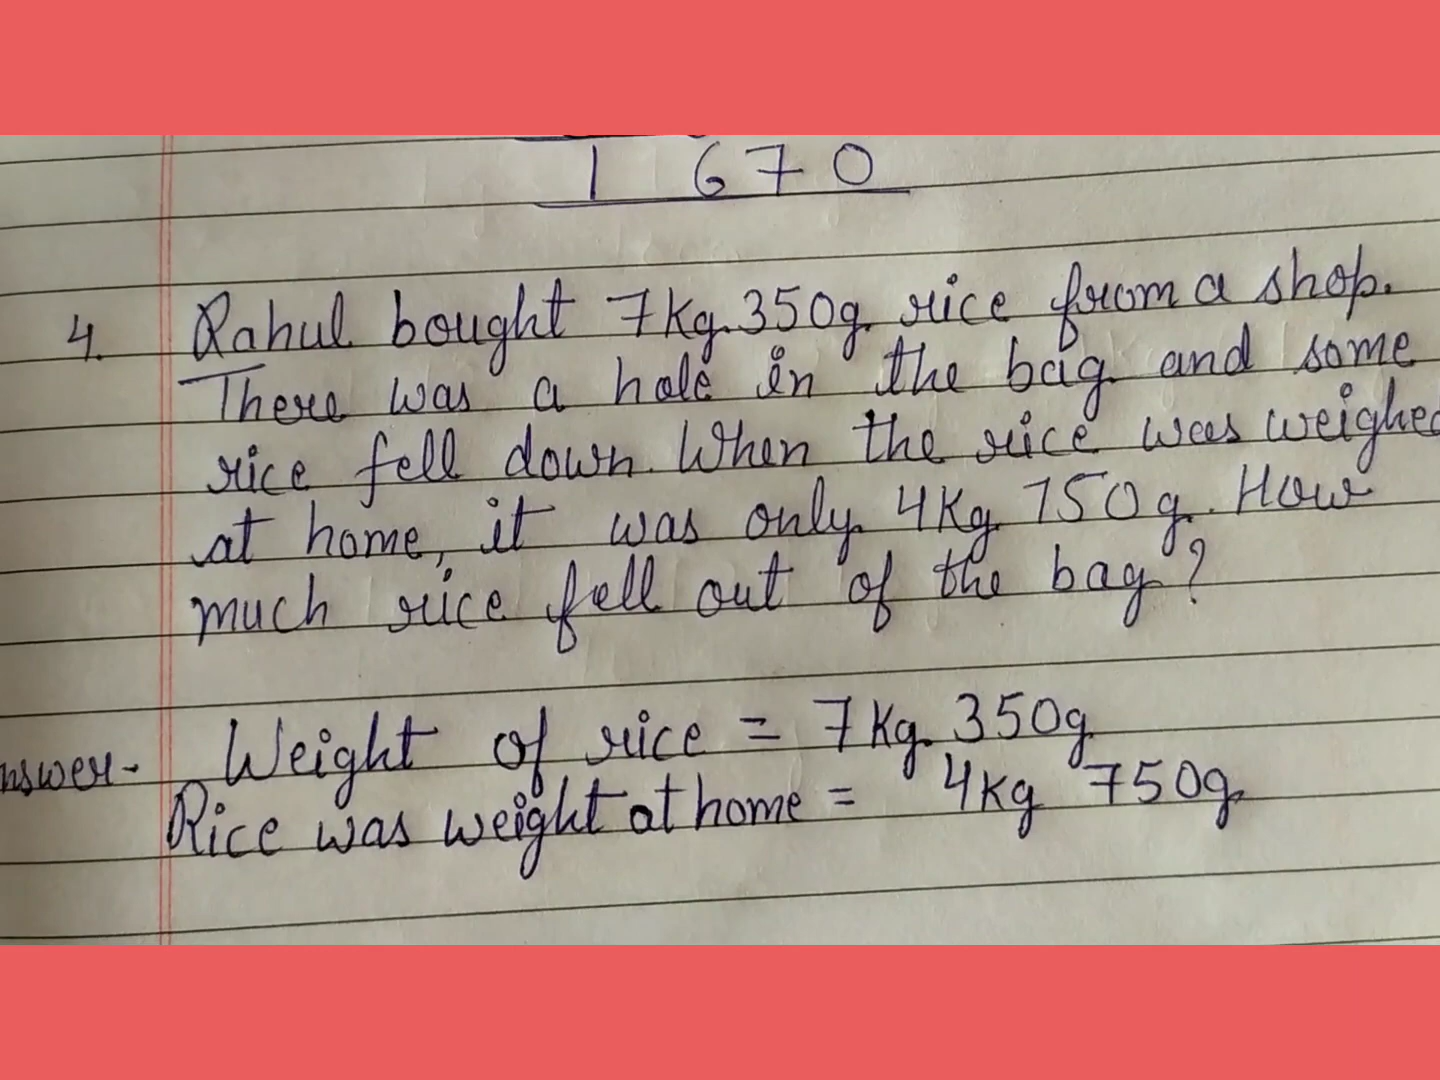 1 670
4. Rahul bought 7kg.350g. rice from a shop.
There was a hole in the bag and some
rice fell down. When the rice was weighed
at home, it was only 4Kg. 750g. How
much rice fell out of the bag?
nswer- Weight of rice = 7kg. 350g.
Rice was weight at home = 4kg 750g.